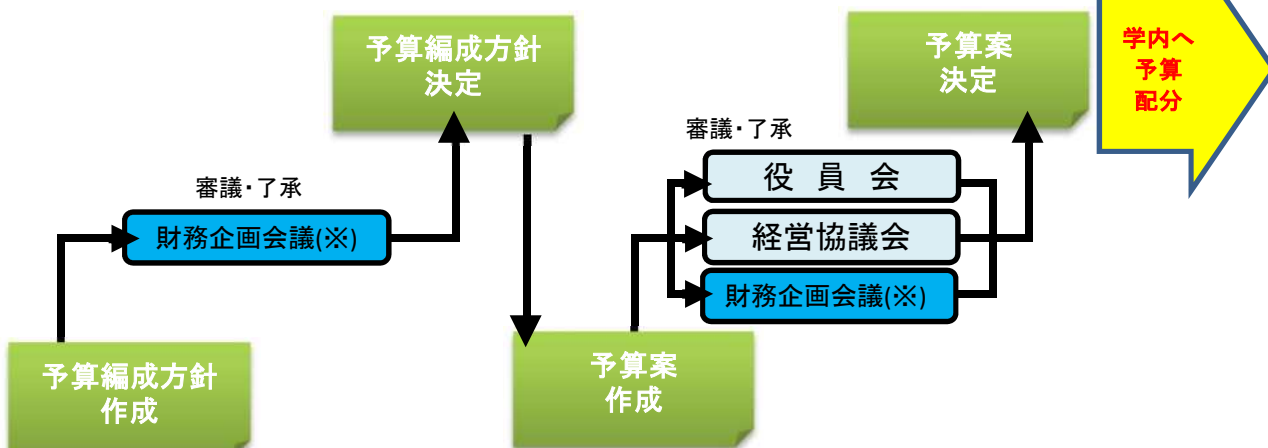 予算編成方針
作成
審議・了承
財務企画会議(※)
予算編成方針
決定
予算案
作成
審議・了承
役 員 会
経営協議会
財務企画会議(※)
予算案
決定
学内へ
予算
配分